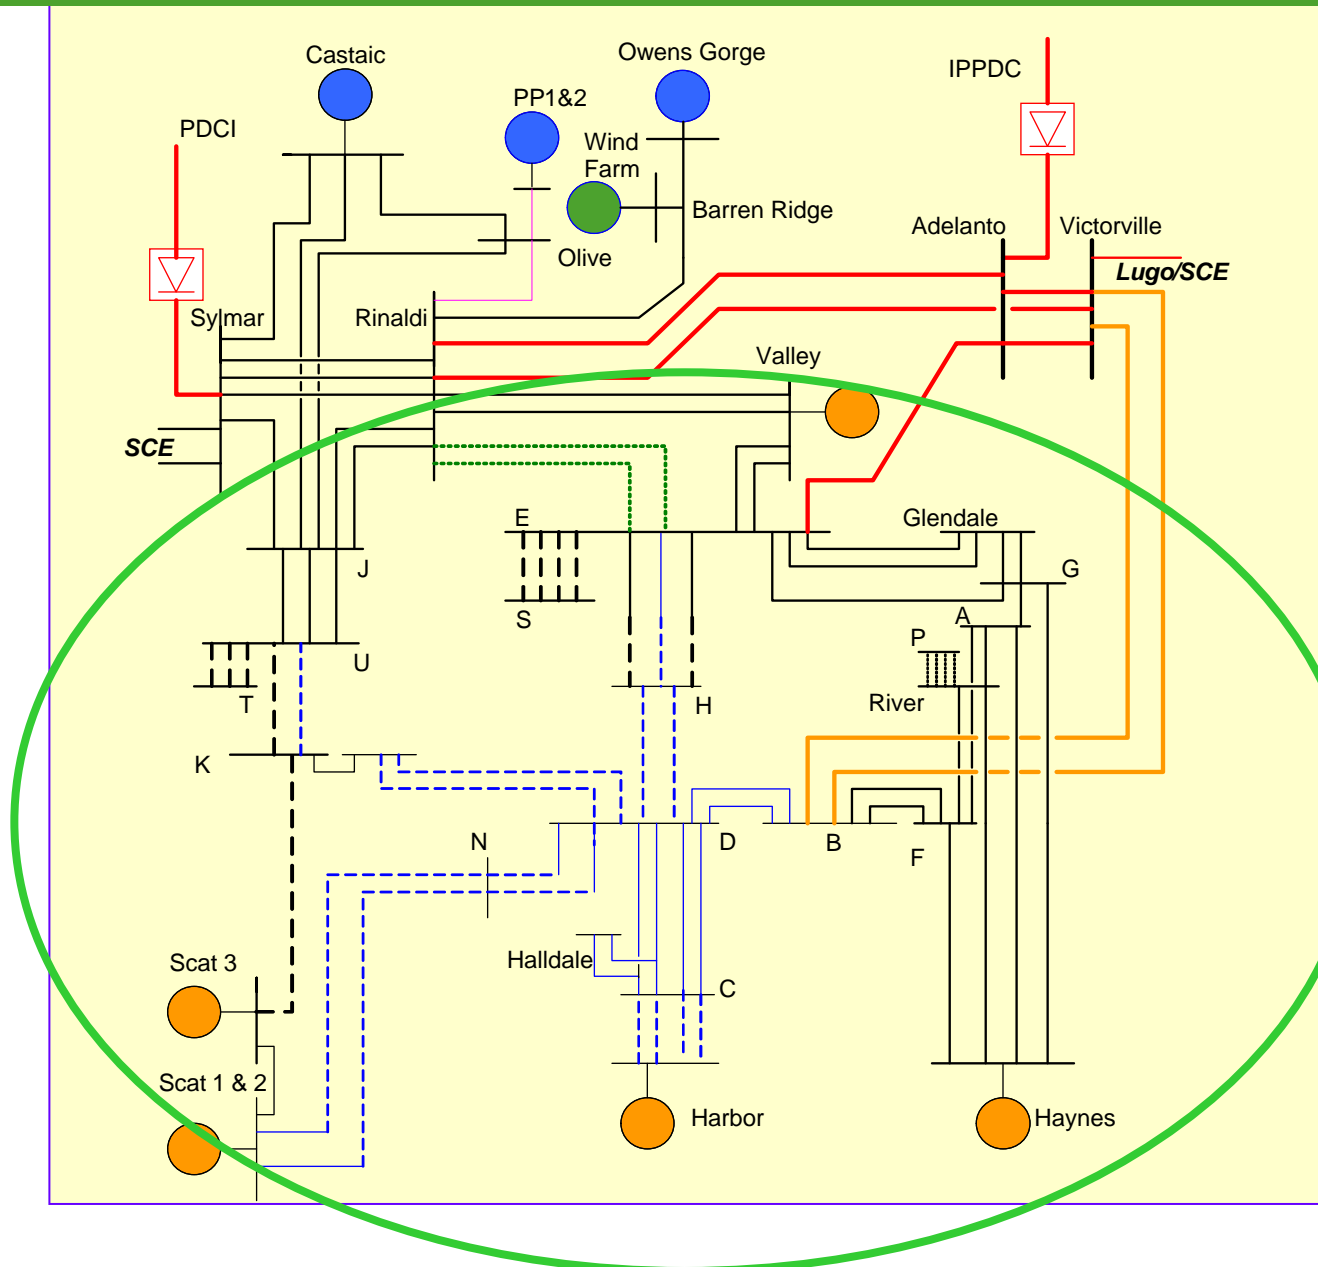 Castaic
Owens Gorge
IPPDC
PP1&2
PDCI
Wind
Farm
Barren Ridge
Adelanto
Victorville
Olive
Lugo/SCE
Sylmar
Rinaldi
Valley
SCE
E
Glendale
J
G
S
A
P
U
T
H
River
K
N
D
B
F
Halldale
Scat 3
C
Scat 1 & 2
Harbor
Haynes